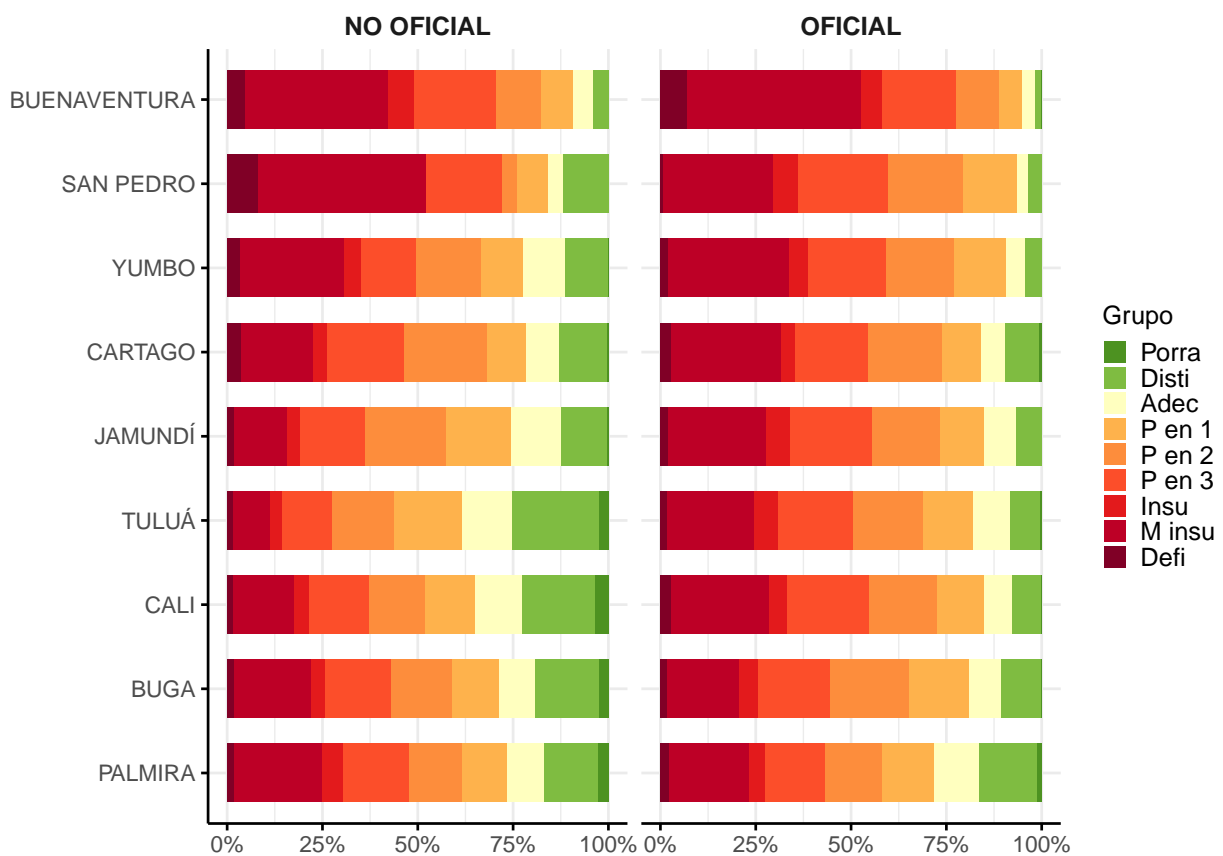 NO OFICIAL
OFICIAL
BUENAVENTURA
SAN PEDRO
YUMBO
CARTAGO
JAMUNDÍ
TULUÁ
CALI
BUGA
PALMIRA
0% 25% 50% 75% 100%
0% 25% 50% 75% 100%
Grupo
Porra
Disti
Adec
P en 1
P en 2
P en 3
Insu
M insu
Defi